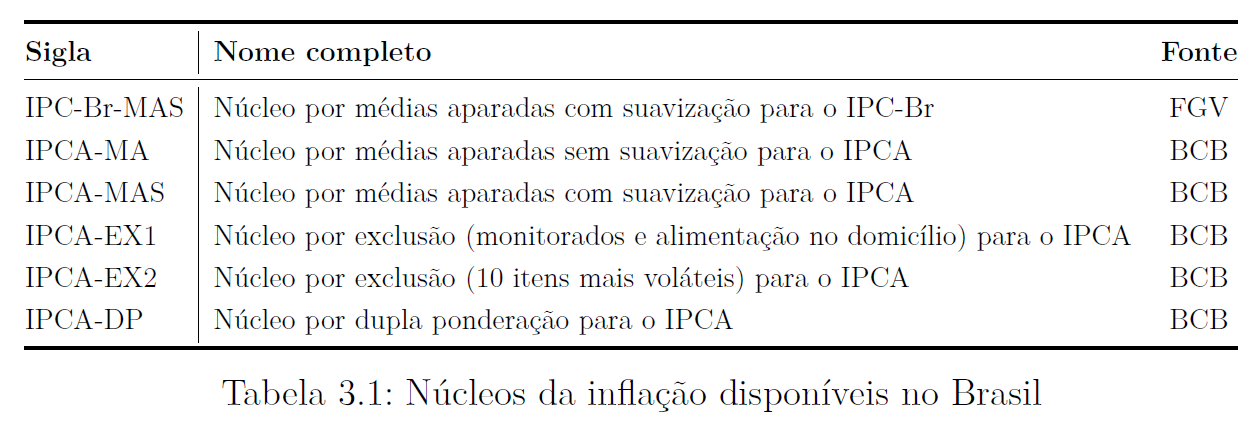 Sigla Nome completo Fonte
IPC-Br-MAS Núcleo por médias aparadas com suavização para o IPC-Br FGV
IPCA-MA Núcleo por médias aparadas sem suavização para o IPCA BCB
IPCA-MAS Núcleo por médias aparadas com suavização para o IPCA BCB
IPCA-EX1 Núcleo por exclusão (monitorados e alimentação no domicílio) para o IPCA BCB
IPCA-EX2 Núcleo por exclusão (10 itens mais voláteis) para o IPCA BCB
IPCA-DP Núcleo por dupla ponderação para o IPCA BCB
Tabela 3.1: Núcleos da inflação disponíveis no Brasil